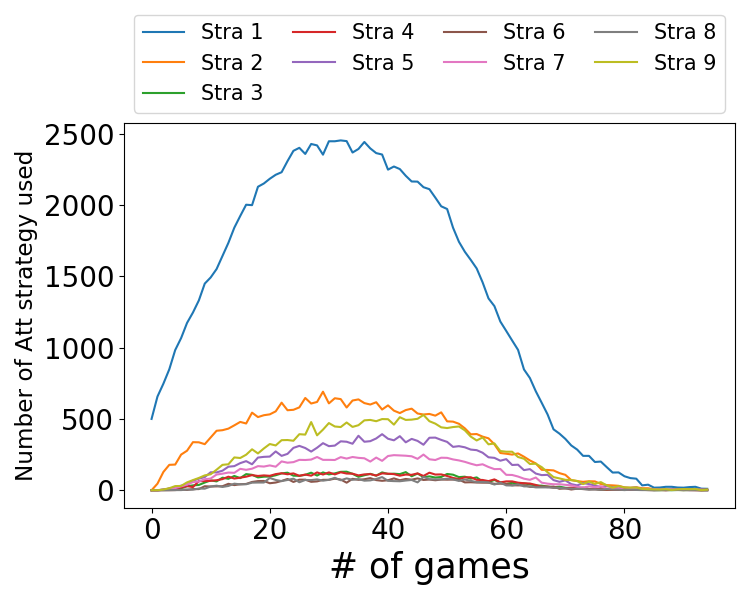 Stra 1 Stra 4 Stra 6 Stra 8
Stra 2 Stra 5 Stra 7 Stra 9
Stra 3
Number of Att strategy used
2500
2000
1500
1000
500
0
0 20 40 60 80
# of games